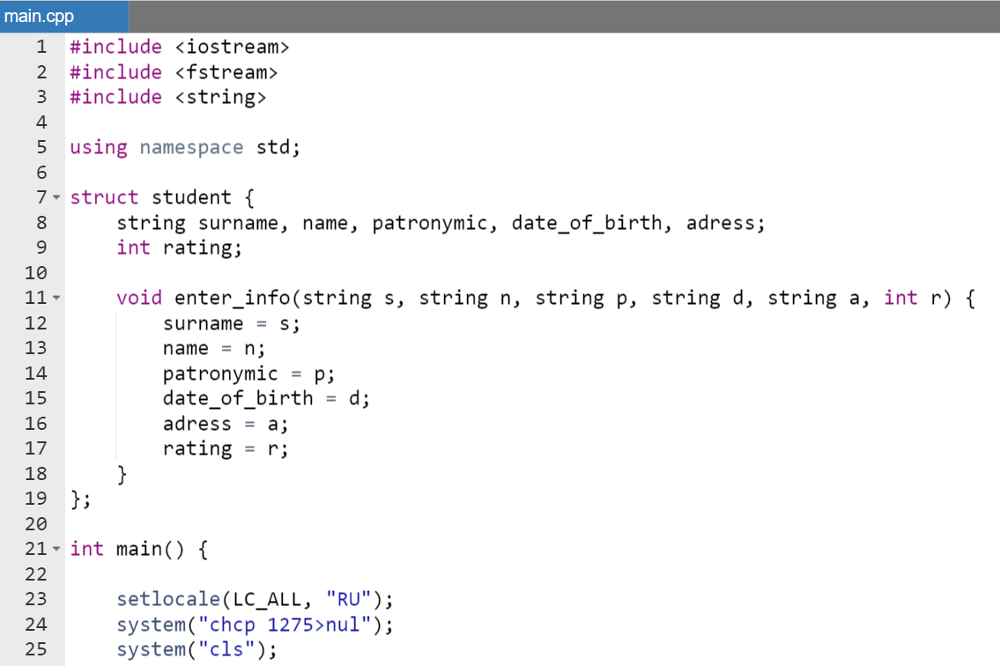 main.cpp
1 #include <iostream>
2 #include <fstream>
3 #include <string>
4
5 using namespace std;
6
7 struct student {
8     string surname, name, patronymic, date_of_birth, adress;
9     int rating;
10
11     void enter_info(string s, string n, string p, string d, string a, int r) {
12         surname = s;
13         name = n;
14         patronymic = p;
15         date_of_birth = d;
16         adress = a;
17         rating = r;
18     }
19 };
20
21 int main() {
22
23     setlocale(LC_ALL, "RU");
24     system("chcp 1275>nul");
25     system("cls");